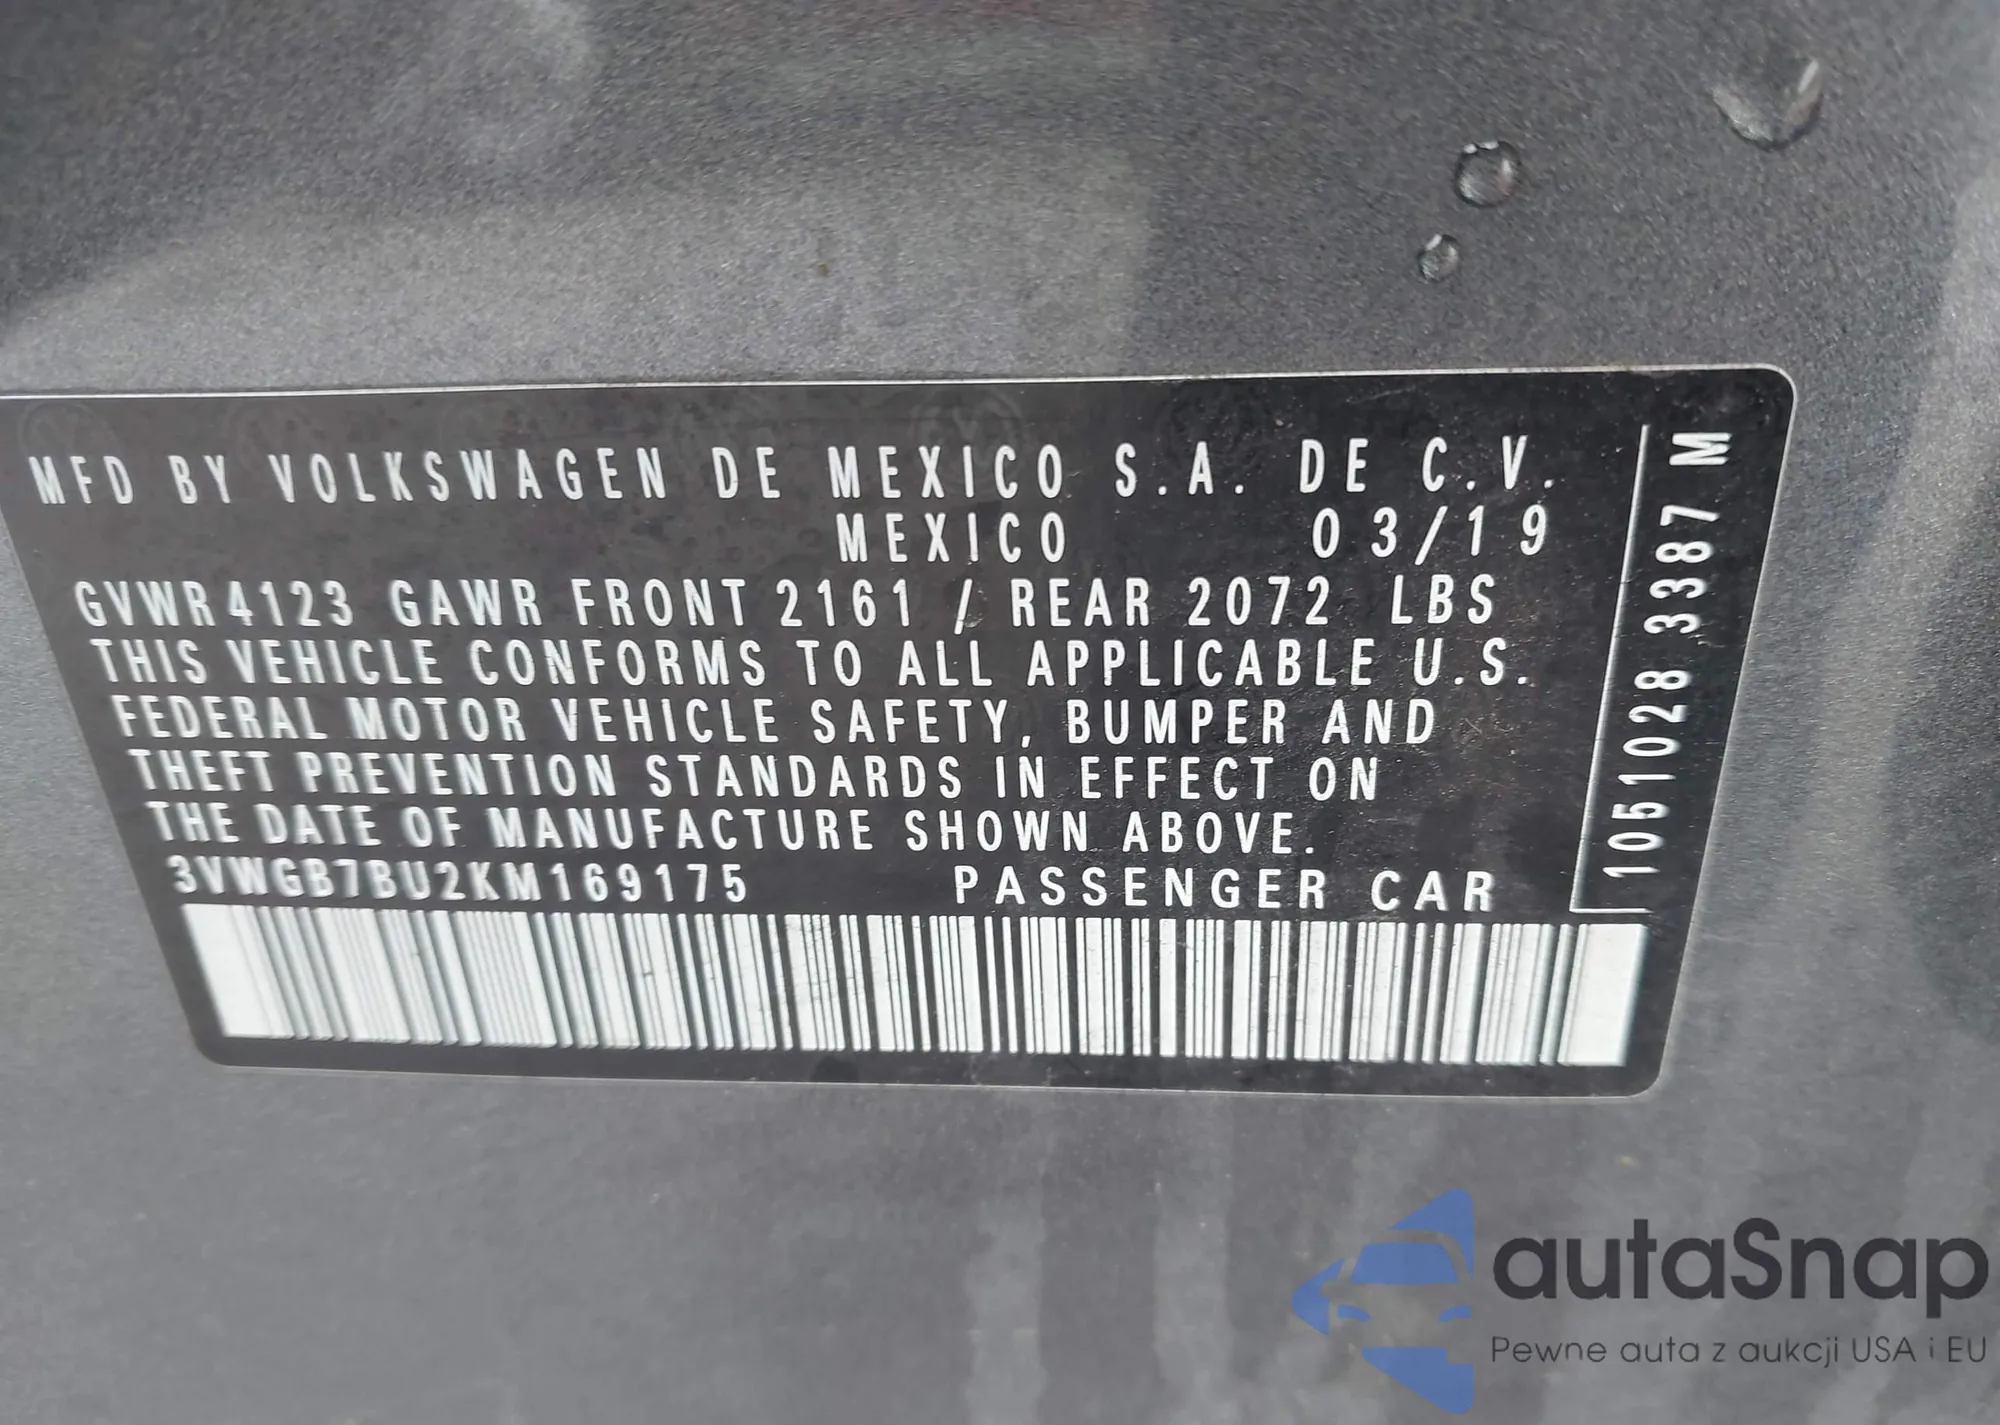 MFD BY VOLKSWAGEN DE MEXICO S.A. DE C.V.
MEXICO 03/19
GVWR 4123 GAWR FRONT 2161 / REAR 2072 LBS
THIS VEHICLE CONFORMS TO ALL APPLICABLE U.S.
FEDERAL MOTOR VEHICLE SAFETY, BUMPER AND
THEFT PREVENTION STANDARDS IN EFFECT ON
THE DATE OF MANUFACTURE SHOWN ABOVE.
3VWGB7BU2KM169175 PASSENGER CAR
1051028 3387 M
autaSnap
Pewne auta z aukcji USA i EU